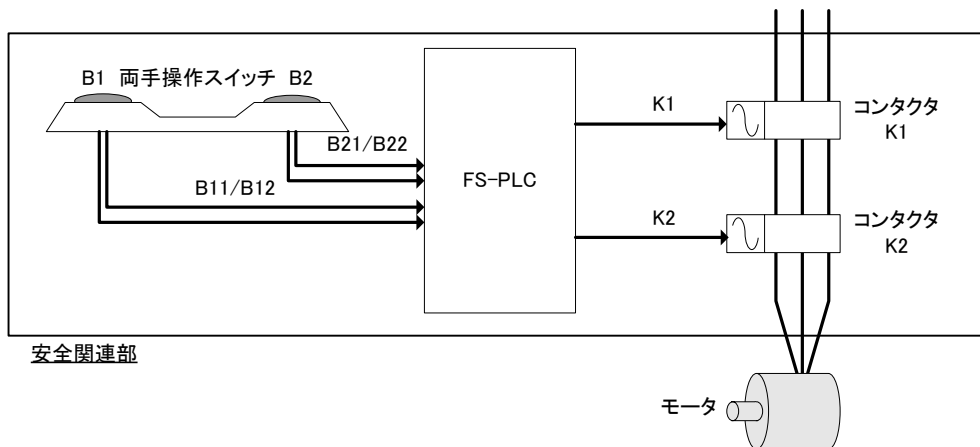 B1 両手操作スイッチ B2
B21/B22
B11/B12
FS-PLC
K1
コンタクタ
K1
K2
コンタクタ
K2
安全関連部
モータ